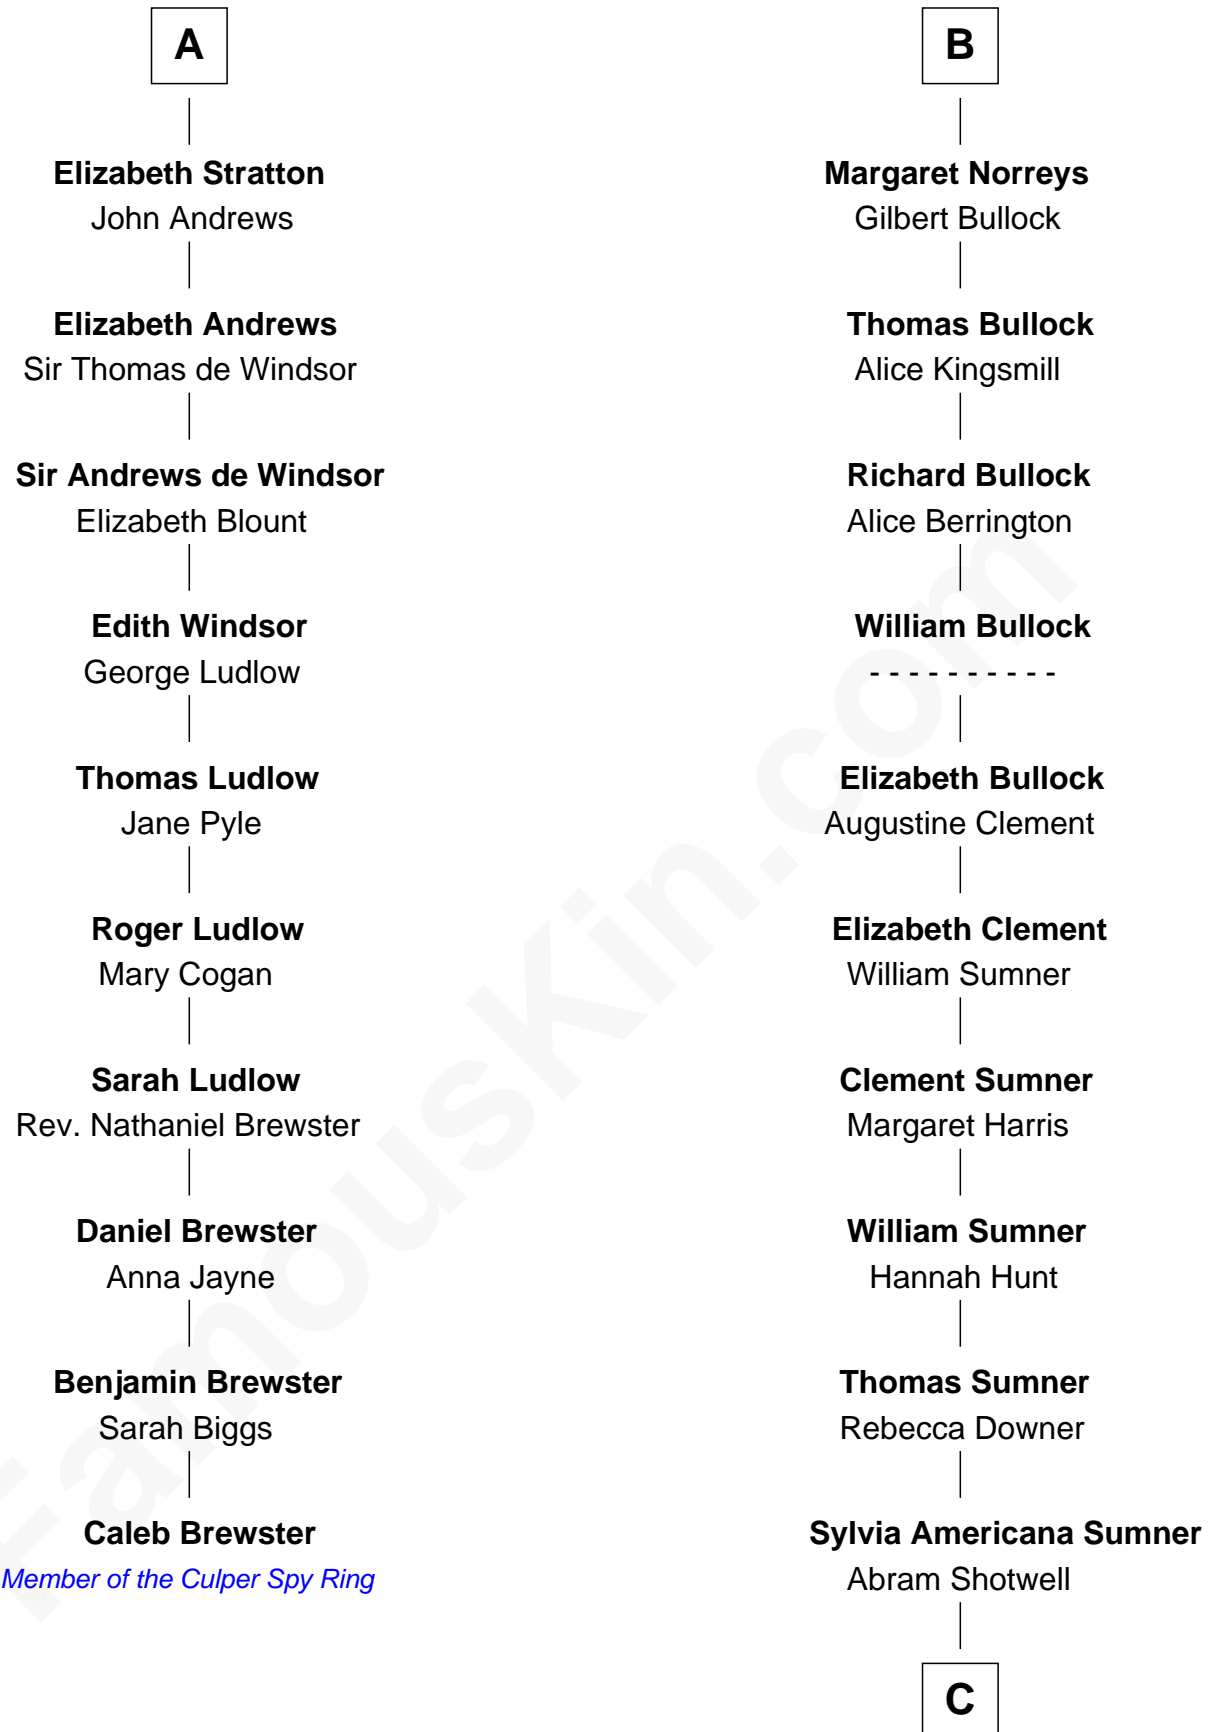 A
Elizabeth Stratton
John Andrews
Elizabeth Andrews
Sir Thomas de Windsor
Sir Andrews de Windsor
Elizabeth Blount
Edith Windsor
George Ludlow
Thomas Ludlow
Jane Pyle
Roger Ludlow
Mary Cogan
Sarah Ludlow
Rev. Nathaniel Brewster
Daniel Brewster
Anna Jayne
Benjamin Brewster
Sarah Biggs
Caleb Brewster
Member of the Culper Spy Ring
B
Margaret Norreys
Gilbert Bullock
Thomas Bullock
Alice Kingsmill
Richard Bullock
Alice Berrington
William Bullock
- - - - - - - - - -
Elizabeth Bullock
Augustine Clement
Elizabeth Clement
William Sumner
Clement Sumner
Margaret Harris
William Sumner
Hannah Hunt
Thomas Sumner
Rebecca Downer
Sylvia Americana Sumner
Abram Shotwell
C
FamousKin.com